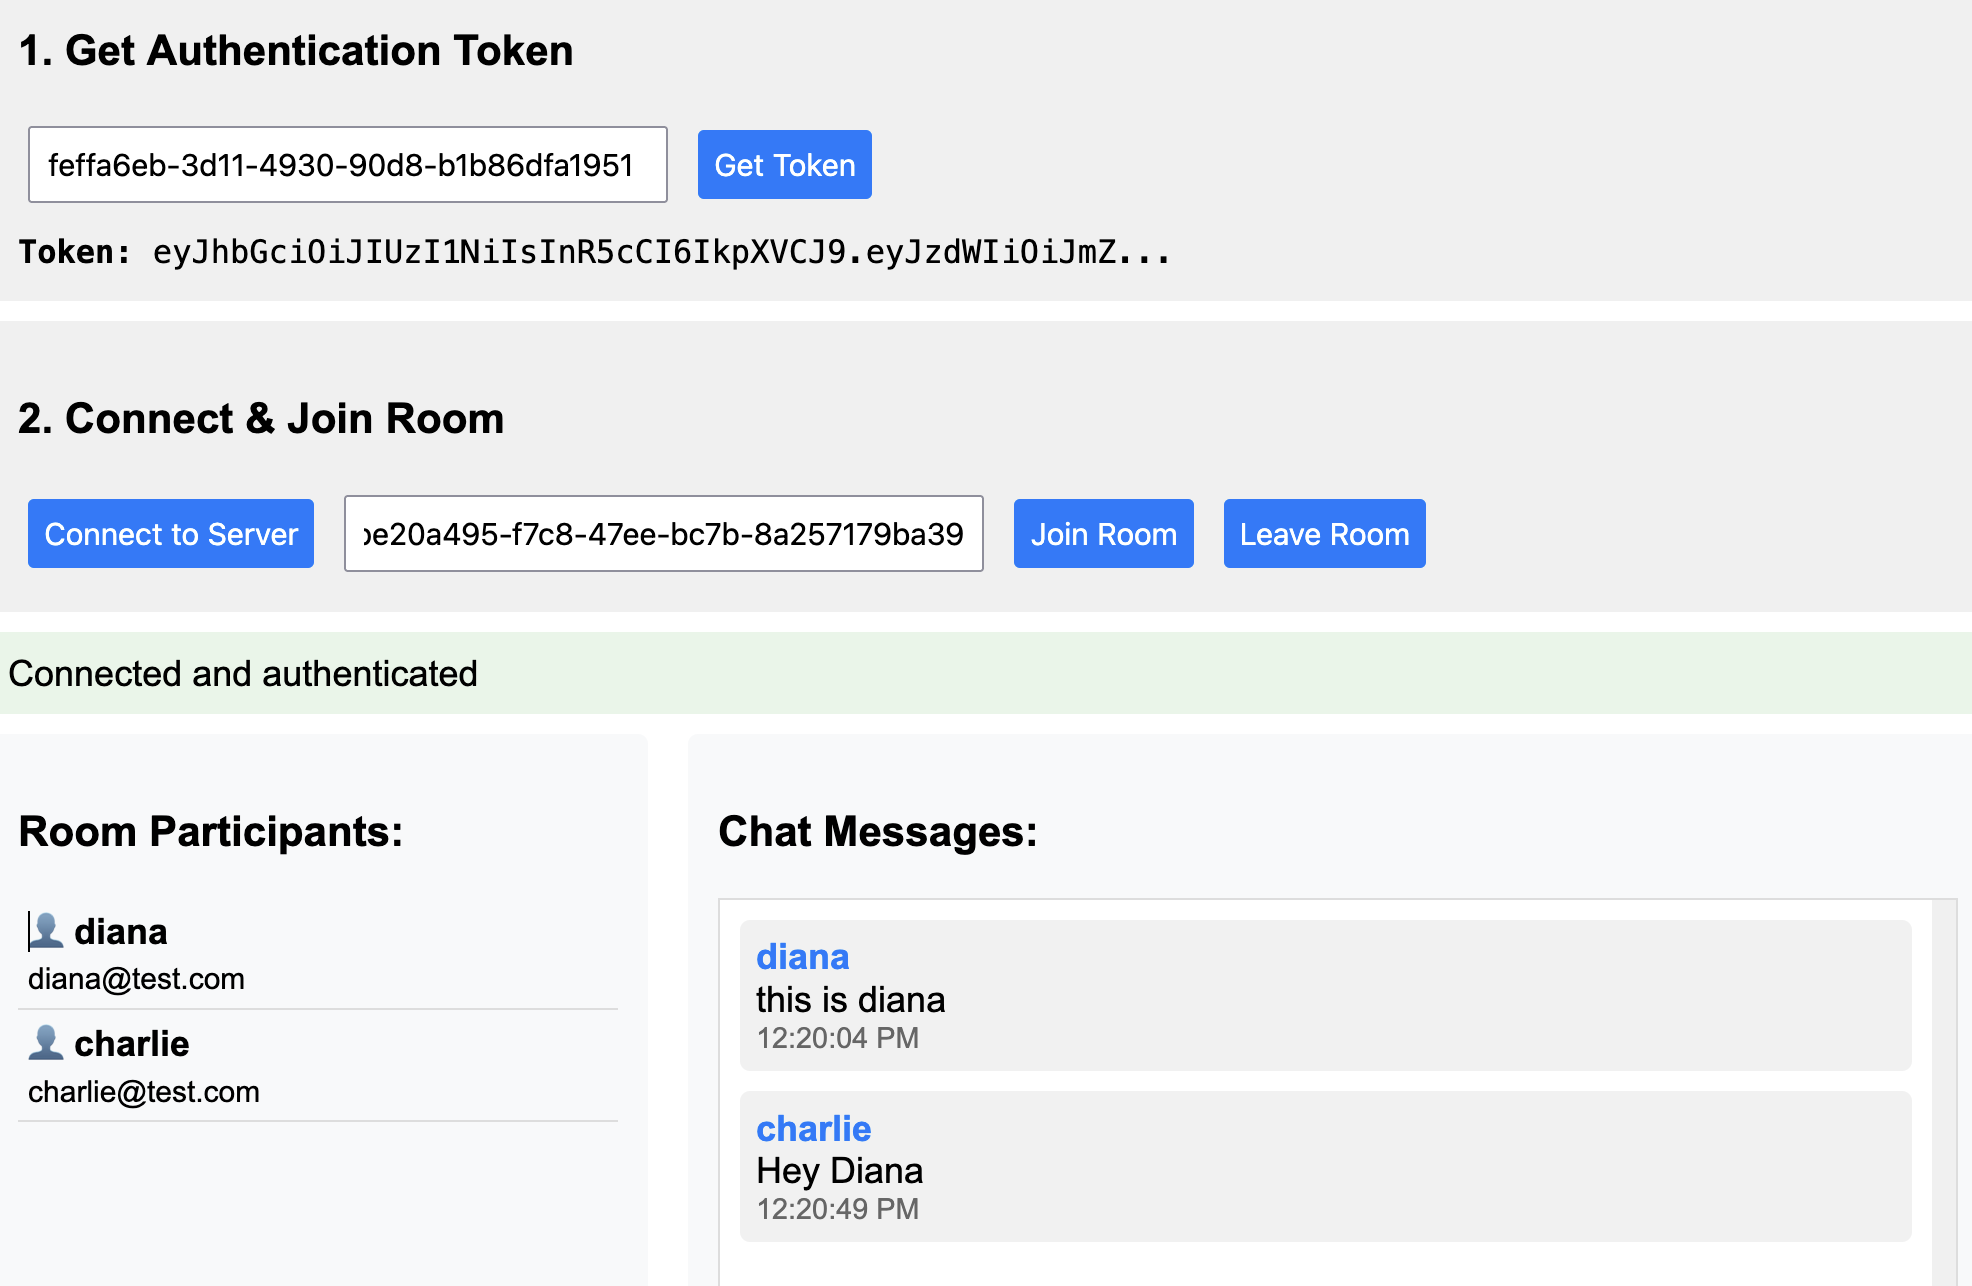 1. Get Authentication Token
feffa6eb-3d11-4930-90d8-b1b86dfa1951 Get Token
Token: eyJhbGciOiJIUzI1NiIsInR5cCI6IkpXVCJ9.eyJzdWIiOiJmZ...
2. Connect & Join Room
Connect to Server be20a495-f7c8-47ee-bc7b-8a257179ba39 Join Room Leave Room
Connected and authenticated
Room Participants:
diana
diana@test.com
charlie
charlie@test.com
Chat Messages:
diana
this is diana
12:20:04 PM
charlie
Hey Diana
12:20:49 PM